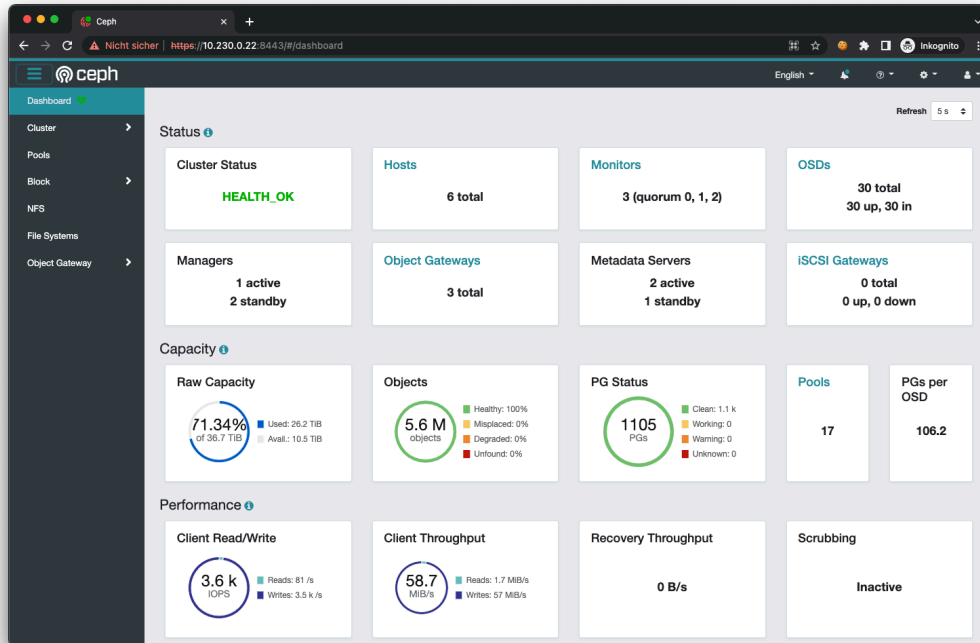 Ceph
Nicht sicher | https://10.230.0.22:8443/#/dashboard
Inkognito
ceph
English
Dashboard
Cluster
Pools
Block
NFS
File Systems
Object Gateway
Refresh 5 s
Status
Cluster Status
HEALTH_OK
Hosts
6 total
Monitors
3 (quorum 0, 1, 2)
OSDs
30 total
30 up, 30 in
Managers
1 active
2 standby
Object Gateways
3 total
Metadata Servers
2 active
1 standby
iSCSI Gateways
0 total
0 up, 0 down
Capacity
Raw Capacity
71.34%
of 36.7 TiB
Used: 26.2 TiB
Avail.: 10.5 TiB
Objects
5.6 M
objects
Healthy: 100%
Misplaced: 0%
Degraded: 0%
Unfound: 0%
PG Status
1105
PGs
Clean: 1.1 k
Working: 0
Warning: 0
Unknown: 0
Pools
17
PGs per
OSD
106.2
Performance
Client Read/Write
3.6 k
IOPS
Reads: 81 /s
Writes: 3.5 k /s
Client Throughput
58.7
MiB/s
Reads: 1.7 MiB/s
Writes: 57 MiB/s
Recovery Throughput
0 B/s
Scrubbing
Inactive